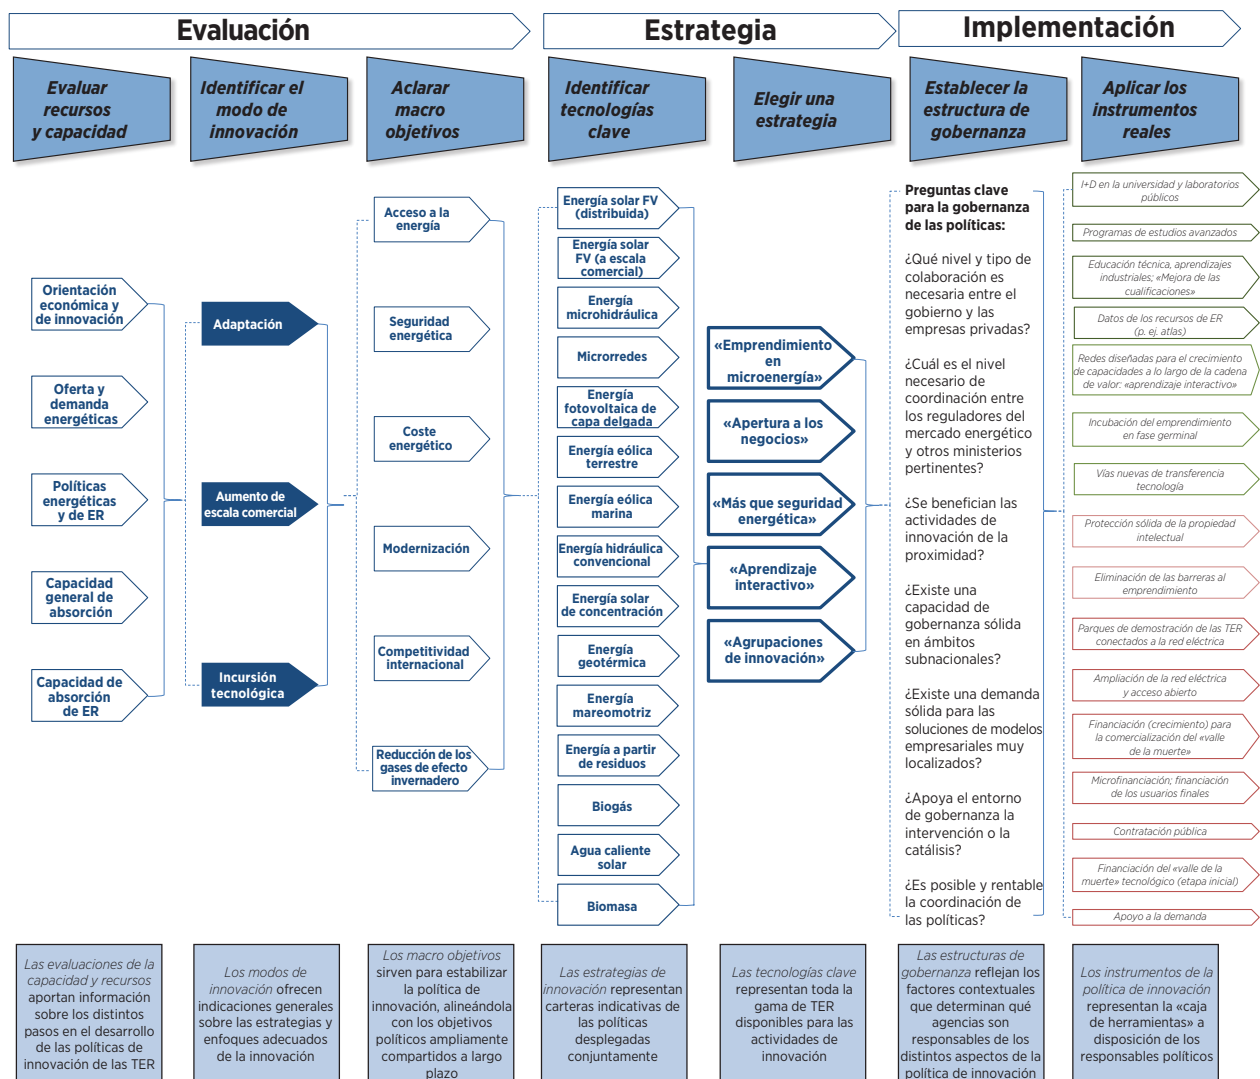 Evaluación
Estrategia
Implementación
Evaluar
recursos
y capacidad
Identificar el
modo de
innovación
Aclarar
macro
objetivos
Identificar
tecnologías
clave
Elegir una
estrategia
Establecer la
estructura de
gobernanza
Aplicar los
instrumentos
reales
Orientación
económica y
de innovación
Oferta y
demanda
energéticas
Políticas
energéticas
y de ER
Capacidad
general de
absorción
Capacidad de
absorción
de ER
Adaptación
Aumento de
escala comercial
Incursión
tecnológica
Acceso a la
energía
Seguridad
energética
Coste
energético
Modernización
Competitividad
internacional
Reducción de los
gases de efecto
invernadero
Energía solar FV
(distribuida)
Energía solar
FV (a escala
comercial)
Energía
microhidráulica
Microrredes
Energía
fotovoltaica de
capa delgada
Energía eólica
terrestre
Energía eólica
marina
Energía hidráulica
convencional
Energía solar
de concentración
Energía
geotérmica
Energía
mareomotriz
Energía a partir
de residuos
Biogás
Agua caliente
solar
Biomasa
«Emprendimiento
en
microenergía»
«Apertura a los
negocios»
«Más que seguridad
energética»
«Aprendizaje
interactivo»
«Agrupaciones
de innovación»
Preguntas clave
para la gobernanza
de las políticas:
¿Qué nivel y tipo de
colaboración es
necesaria entre el
gobierno y las
empresas privadas?
¿Cuál es el nivel
necesario de
coordinación entre
los reguladores del
mercado energético
y otros ministerios
pertinentes?
¿Se benefician las
actividades de
innovación de la
proximidad?
¿Existe una
capacidad de
gobernanza sólida
en ámbitos
subnacionales?
¿Existe una demanda
sólida para las
soluciones de modelos
empresariales muy
localizados?
¿Apoya el entorno
de gobernanza la
intervención o la
catálisis?
¿Es posible y rentable
la coordinación de
las políticas?
I+D en la universidad y laboratorios
públicos
Programas de estudios avanzados
Educación técnica, aprendizajes
industriales; «Mejora de las
cualificaciones»
Datos de los recursos de ER
(p. ej. atlas)
Redes diseñadas para el crecimiento
de capacidades a lo largo de la cadena
de valor: «aprendizaje interactivo»
Incubación del emprendimiento
en fase germinal
Vías nuevas de transferencia
tecnología
Protección sólida de la propiedad
intelectual
Eliminación de las barreras al
emprendimiento
Parques de demostración de las TER
conectados a la red eléctrica
Ampliación de la red eléctrica
y acceso abierto
Financiación (crecimiento) para
la comercialización del «valle
de la muerte»
Microfinanciación; financiación
de los usuarios finales
Contratación pública
Financiación del «valle de la
muerte» tecnológico (etapa inicial)
Apoyo a la demanda
Las evaluaciones de la
capacidad y recursos
aportan información
sobre los distintos
pasos en el desarrollo
de las políticas de
innovación de las TER
Los modos de
innovación ofrecen
indicaciones generales
sobre las estrategias y
enfoques adecuados
de la innovación
Los macro objetivos
sirven para estabilizar
la política de
innovación, alineándola
con los objetivos
políticos ampliamente
compartidos a largo
plazo
Las estrategias de
innovación representan
carteras indicativas de
las políticas
desplegadas
conjuntamente
Las tecnologías clave
representan toda la
gama de TER
disponibles para las
actividades de
innovación
Las estructuras de
gobernanza reflejan los
factores contextuales
que determinan qué
agencias son
responsables de los
distintos aspectos de la
política de innovación
Los instrumentos de la
política de innovación
representan la «caja
de herramientas» a
disposición de los
responsables políticos